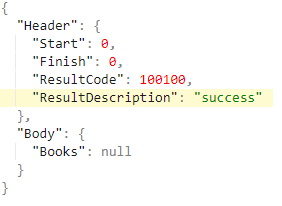 {
"Header": {
"Start": 0,
"Finish": 0,
"ResultCode": 100100,
"ResultDescription": "success"
},
"Body": {
"Books": null
}
}